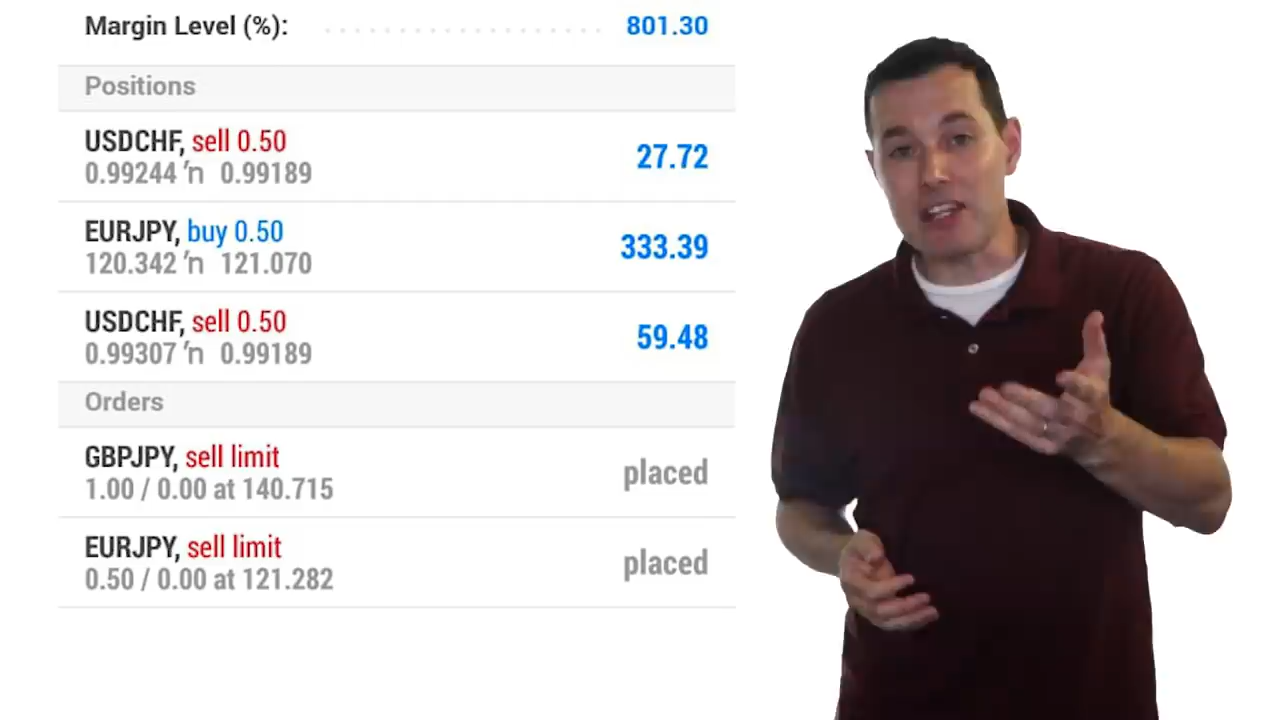 Margin Level (%): 801.30
Positions
USDCHF, sell 0.50
0.99244 'n 0.99189
27.72
EURJPY, buy 0.50
120.342 'n 121.070
333.39
USDCHF, sell 0.50
0.99307 'n 0.99189
59.48
Orders
GBPJPY, sell limit
1.00 / 0.00 at 140.715
placed
EURJPY, sell limit
0.50 / 0.00 at 121.282
placed